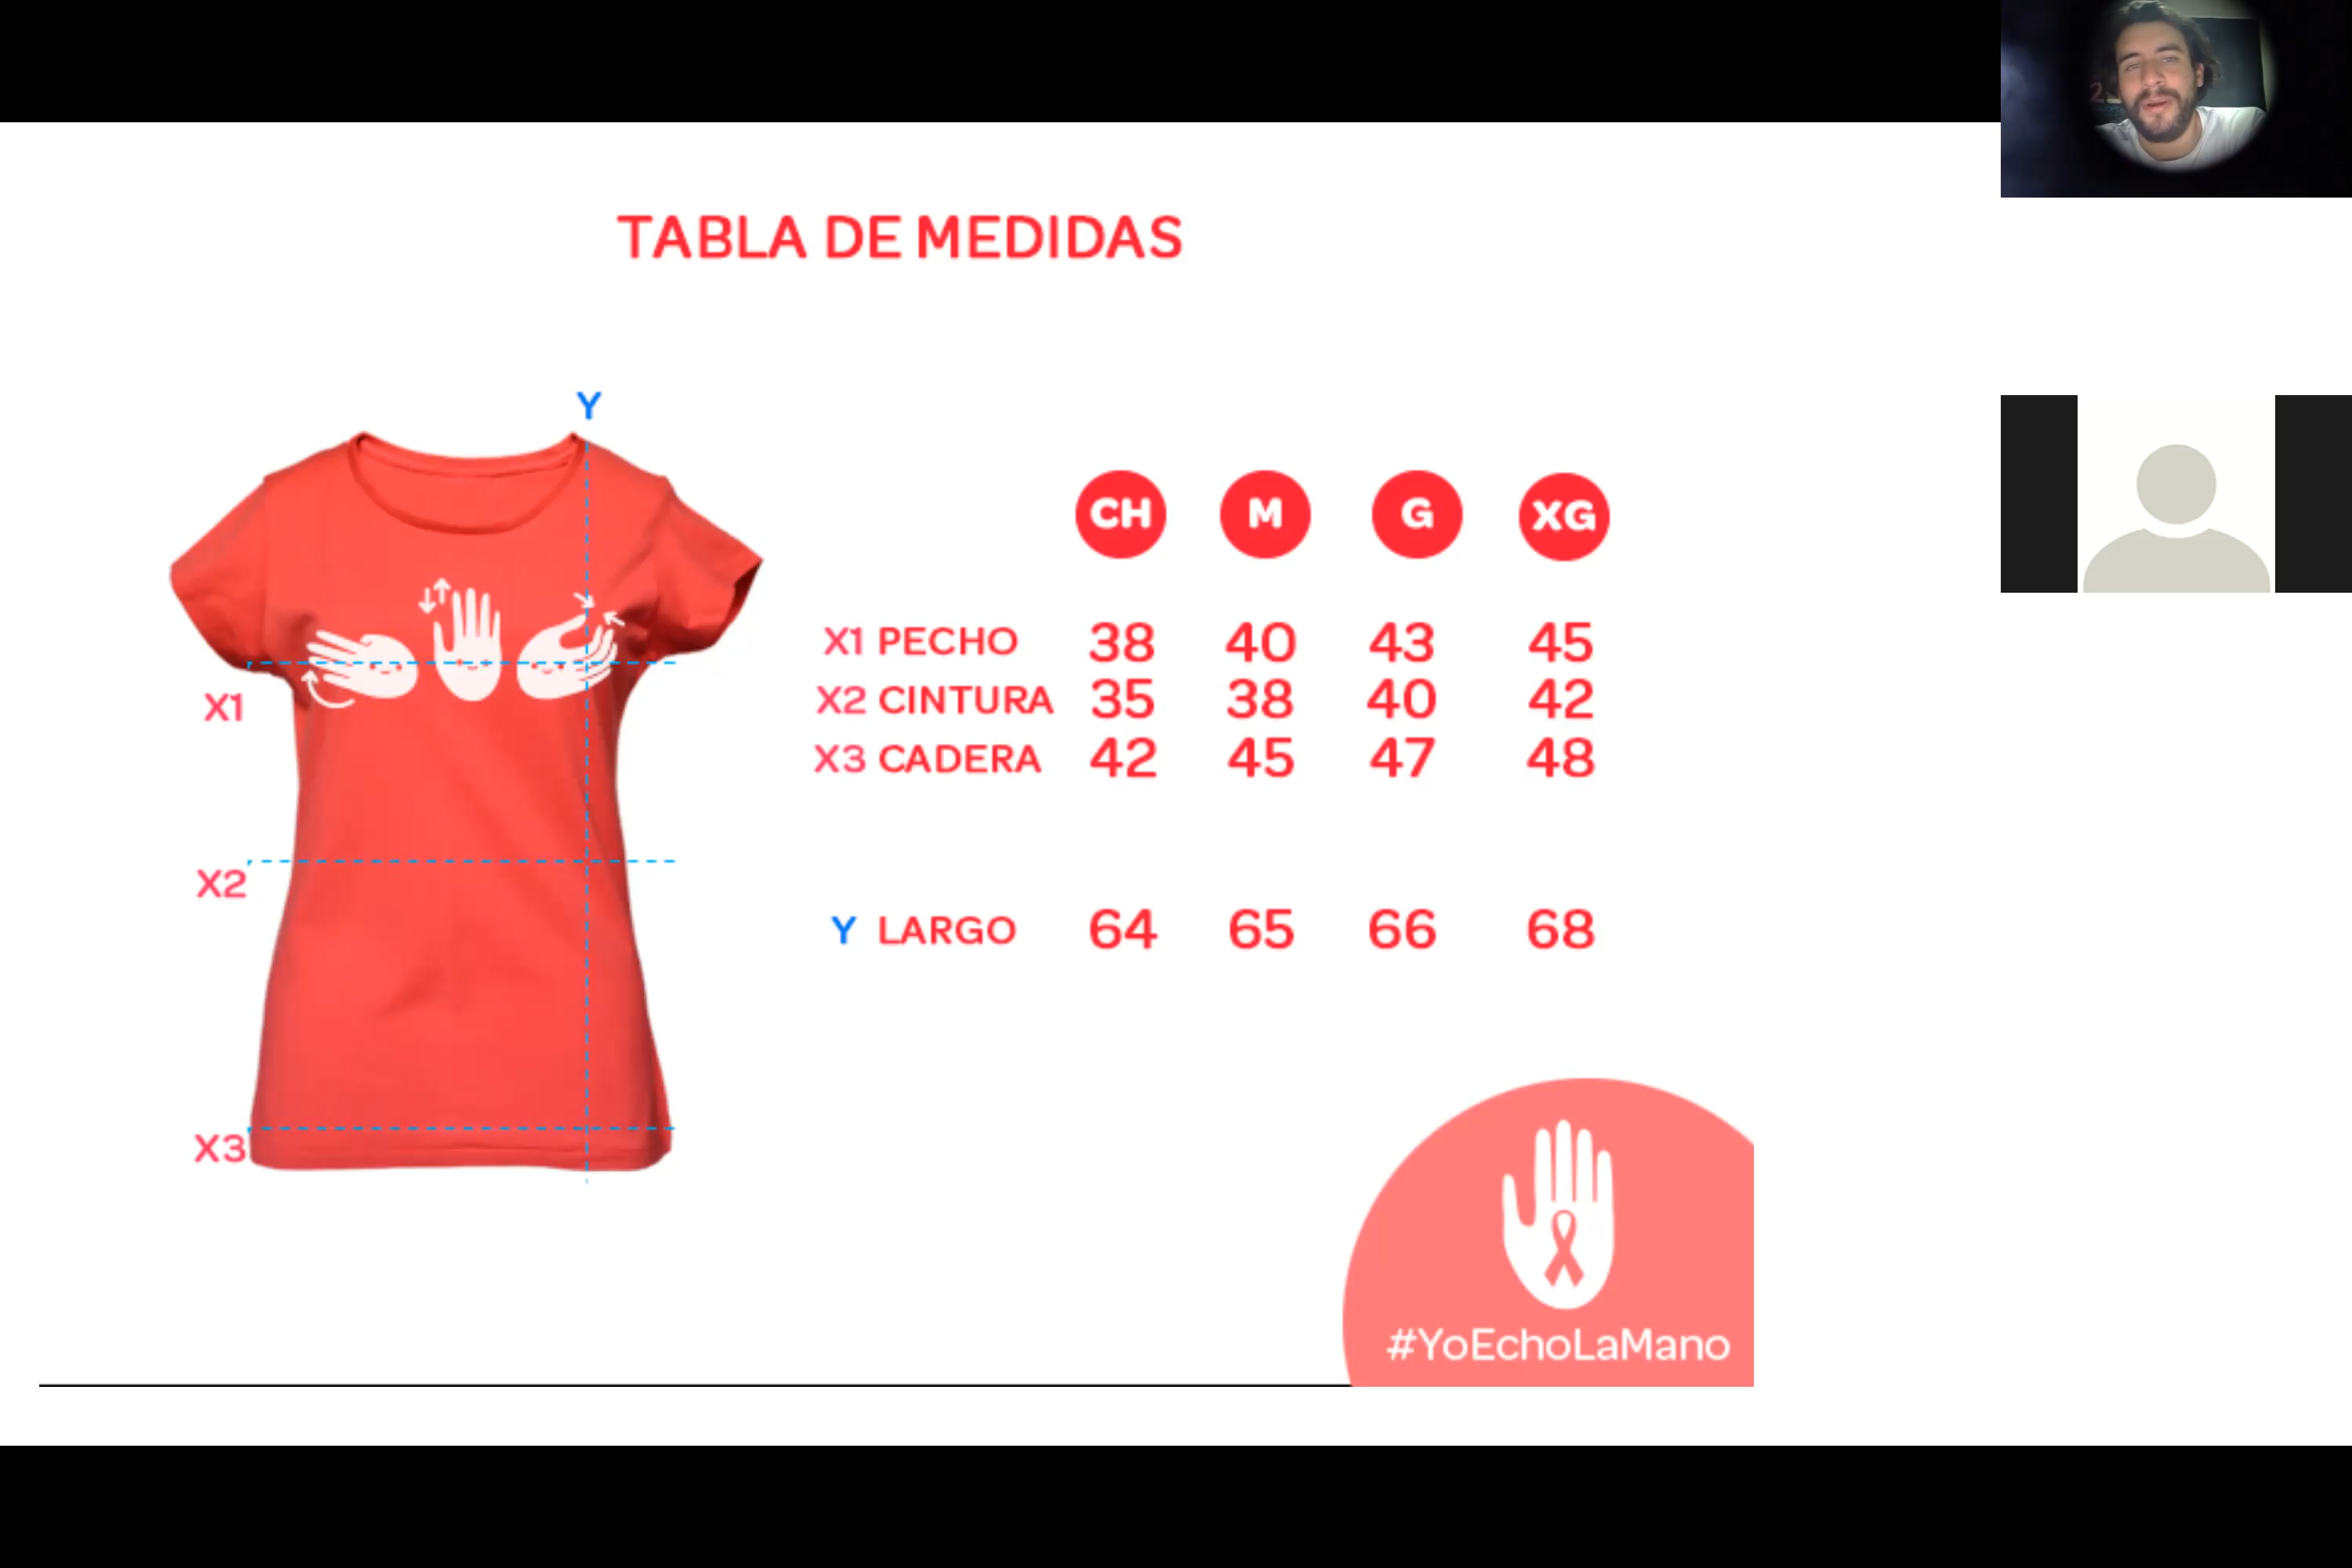 TABLA DE MEDIDAS
Y
CH M G XG
X1 PECHO 38 40 43 45
X2 CINTURA 35 38 40 42
X3 CADERA 42 45 47 48
Y LARGO 64 65 66 68
X1
X2
X3
#YoEchoLaMano